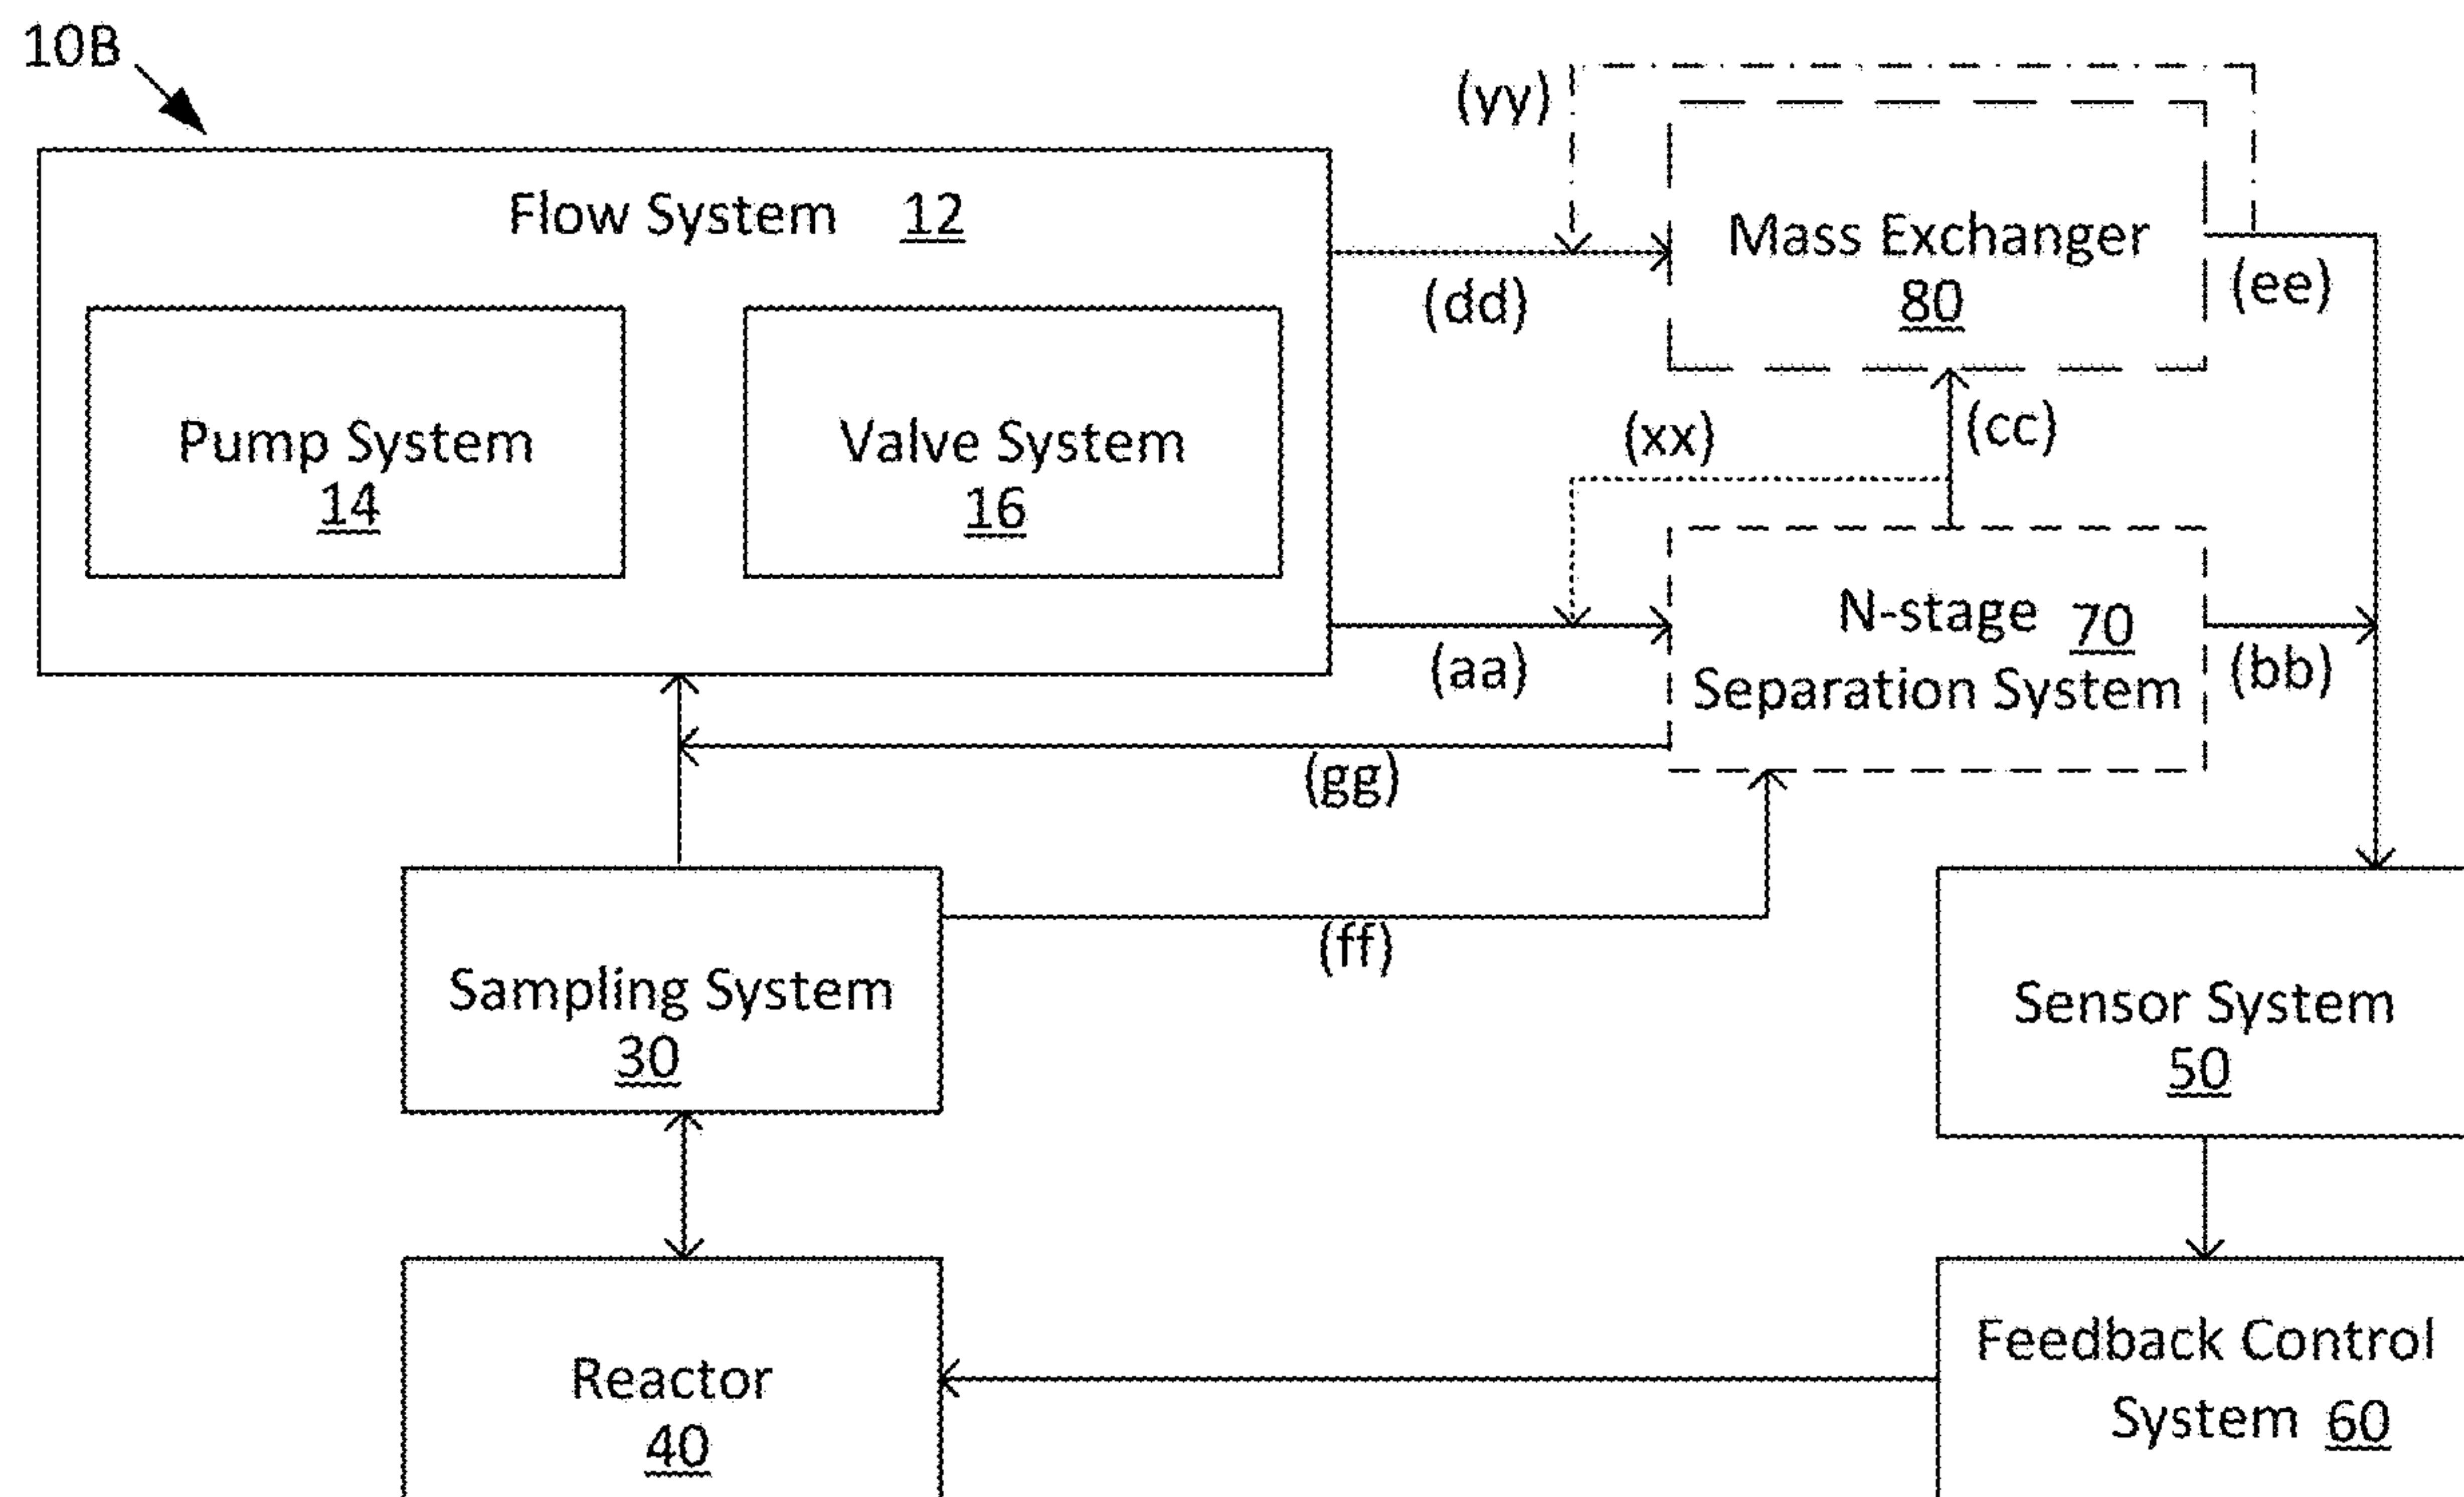 10B
(yy)
Flow System 12
Mass Exchanger
80
(dd)
(ee)
Pump System
14
Valve System
16
(xx)
(cc)
N-stage 70
Separation System
(aa)
(bb)
(gg)
(ff)
Sampling System
30
Sensor System
50
Reactor
40
Feedback Control
System 60